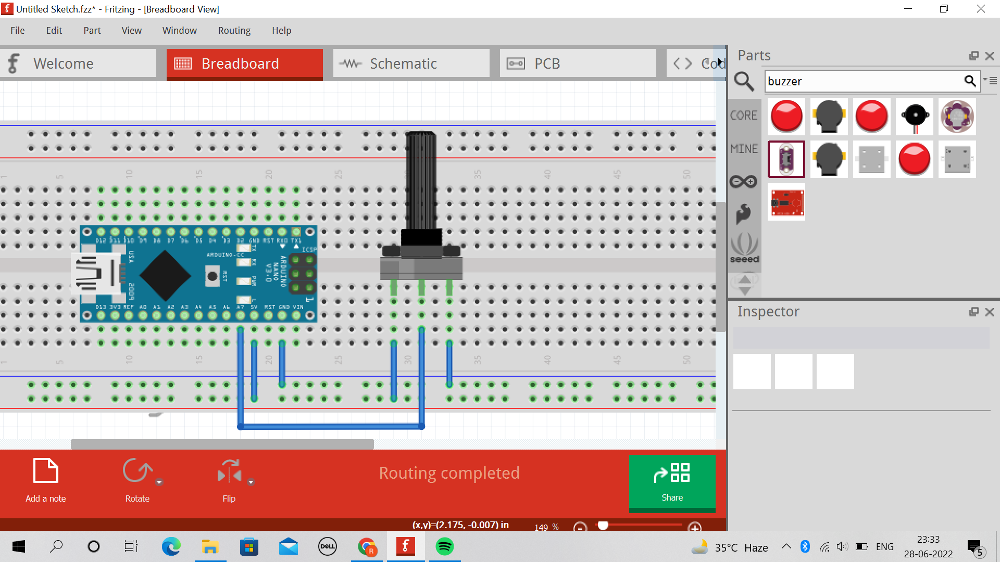 Untitled Sketch.fzz* - Fritzing - [Breadboard View]
File Edit Part View Window Routing Help
Welcome
Breadboard
Schematic
PCB
Cod
Parts
buzzer
CORE
MINE
seeed
1 5 10 15 20 25 35 40 45 50
D12 D11 D10 D9 D8 D7 D6 D5 D4 D3 D2 GND RST RX0 TX1
ICSP
ARDUINO.CC
USA
2009
RST
TX
RX
PWR
L
ARDUINO
NANO
V3.0
1
D13 3V3 REF A0 A1 A2 A3 A4 A5 A6 A7 5V RST GND VIN
1 5 10 15 20 25 30 35 40 45 50
Inspector
Add a note
Rotate
Flip
Routing completed
Share
(x,y)=(2.175, -0.007) in
149 %
DELL
R
35°C Haze
ENG
23:33
28-06-2022
5